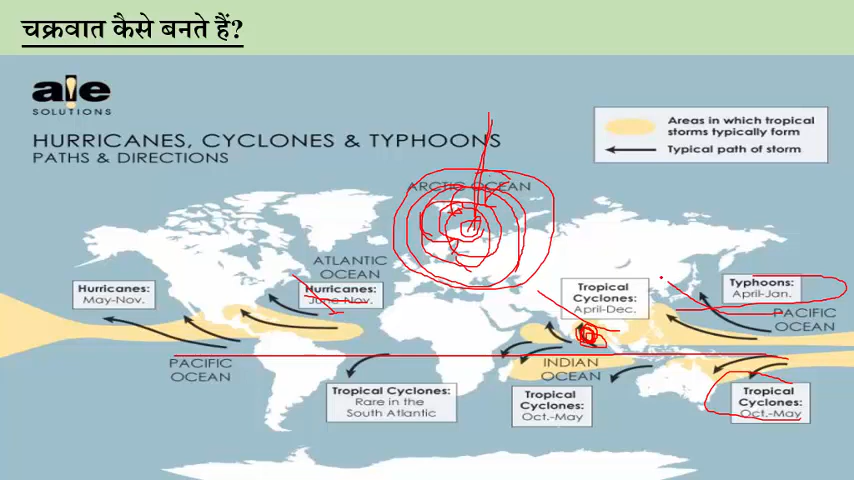 चक्रवात कैसे बनते हैं?
a!e
SOLUTIONS
HURRICANES, CYCLONES & TYPHOONS
PATHS & DIRECTIONS
Areas in which tropical
storms typically form
Typical path of storm
ARCTIC OCEAN
ATLANTIC
OCEAN
Hurricanes:
May-Nov.
Hurricanes:
June-Nov.
Tropical
Cyclones:
April-Dec.
Typhoons:
April-Jan.
PACIFIC
OCEAN
PACIFIC
OCEAN
INDIAN
OCEAN
Tropical Cyclones:
Rare in the
South Atlantic
Tropical
Cyclones:
Oct.-May
Tropical
Cyclones:
Oct.-May